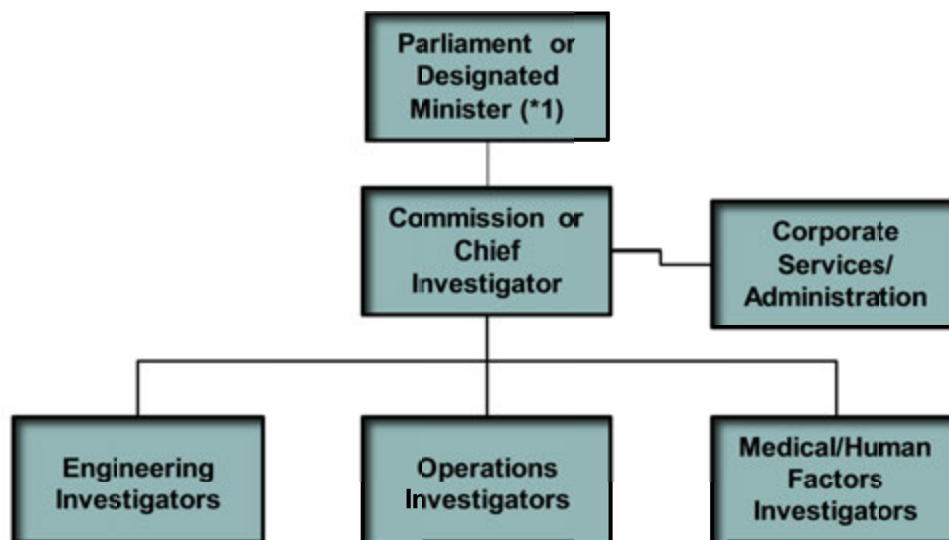 Parliament or
Designated
Minister (*1)
Commission or
Chief
Investigator
Corporate
Services/
Administration
Engineering
Investigators
Operations
Investigators
Medical/Human
Factors
Investigators